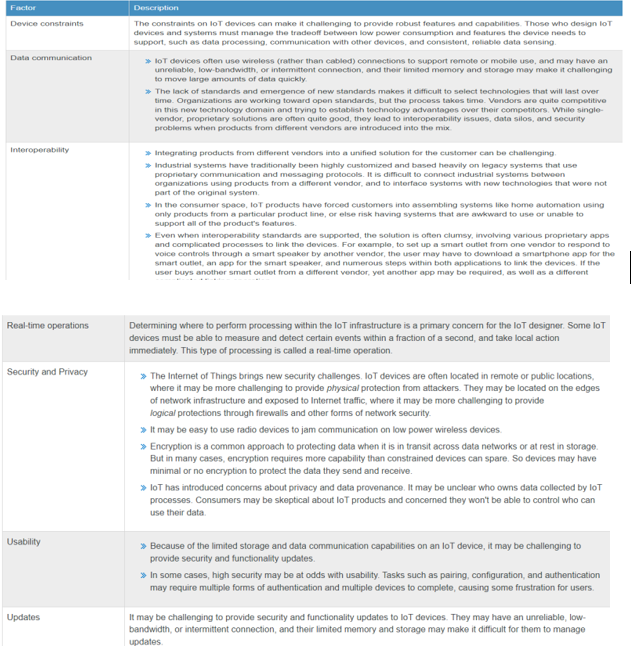 Factor Description
Device constraints The constraints on IoT devices can make it challenging to provide robust features and capabilities. Those who design IoT
devices and systems must manage the tradeoff between low power consumption and features the device needs to
support, such as data processing, communication with other devices, and consistent, reliable data sensing.
Data communication
» IoT devices often use wireless (rather than cabled) connections to support remote or mobile use, and may have an
unreliable, low-bandwidth, or intermittent connection, and their limited memory and storage may make it challenging
to move large amounts of data quickly.
» The lack of standards and emergence of new standards makes it difficult to select technologies that will last over
time. Organizations are working toward open standards, but the process takes time. Vendors are quite competitive
in this new technology domain and trying to establish technology advantages over their competitors. While single-
vendor, proprietary solutions are often quite good, they lead to interoperability issues, data silos, and security
problems when products from different vendors are introduced into the mix.
Interoperability
» Integrating products from different vendors into a unified solution for the customer can be challenging.
» Industrial systems have traditionally been highly customized and based heavily on legacy systems that use
proprietary communication and messaging protocols. It is difficult to connect industrial systems between
organizations using products from a different vendor, and to interface systems with new technologies that were not
part of the original system.
» In the consumer space, IoT products have forced customers into assembling systems like home automation using
only products from a particular product line, or else risk having systems that are awkward to use or unable to
support all of the product's features.
» Even when interoperability standards are supported, the solution is often clumsy, involving various proprietary apps
and complicated processes to link the devices. For example, to set up a smart outlet from one vendor to respond to
voice controls through a smart speaker by another vendor, the user may have to download a smartphone app for the
smart outlet, an app for the smart speaker, and numerous steps within both applications to link the devices. If the
user buys another smart outlet from a different vendor, yet another app may be required, as well as a different
Real-time operations Determining where to perform processing within the IoT infrastructure is a primary concern for the IoT designer. Some IoT
devices must be able to measure and detect certain events within a fraction of a second, and take local action
immediately. This type of processing is called a real-time operation.
Security and Privacy
» The Internet of Things brings new security challenges. IoT devices are often located in remote or public locations,
where it may be more challenging to provide physical protection from attackers. They may be located on the edges
of network infrastructure and exposed to Internet traffic, where it may be more challenging to provide
logical protections through firewalls and other forms of network security.
» It may be easy to use radio devices to jam communication on low power wireless devices.
» Encryption is a common approach to protecting data when it is in transit across data networks or at rest in storage.
But in many cases, encryption requires more capability than constrained devices can spare. So devices may have
minimal or no encryption to protect the data they send and receive.
» IoT has introduced concerns about privacy and data provenance. It may be unclear who owns data collected by IoT
processes. Consumers may be skeptical about IoT products and concerned they won't be able to control who can
use their data.
Usability
» Because of the limited storage and data communication capabilities on an IoT device, it may be challenging to
provide security and functionality updates.
» In some cases, high security may be at odds with usability. Tasks such as pairing, configuration, and authentication
may require multiple forms of authentication and multiple devices to complete, causing some frustration for users.
Updates It may be challenging to provide security and functionality updates to IoT devices. They may have an unreliable, low-
bandwidth, or intermittent connection, and their limited memory and storage may make it difficult for them to manage
updates.